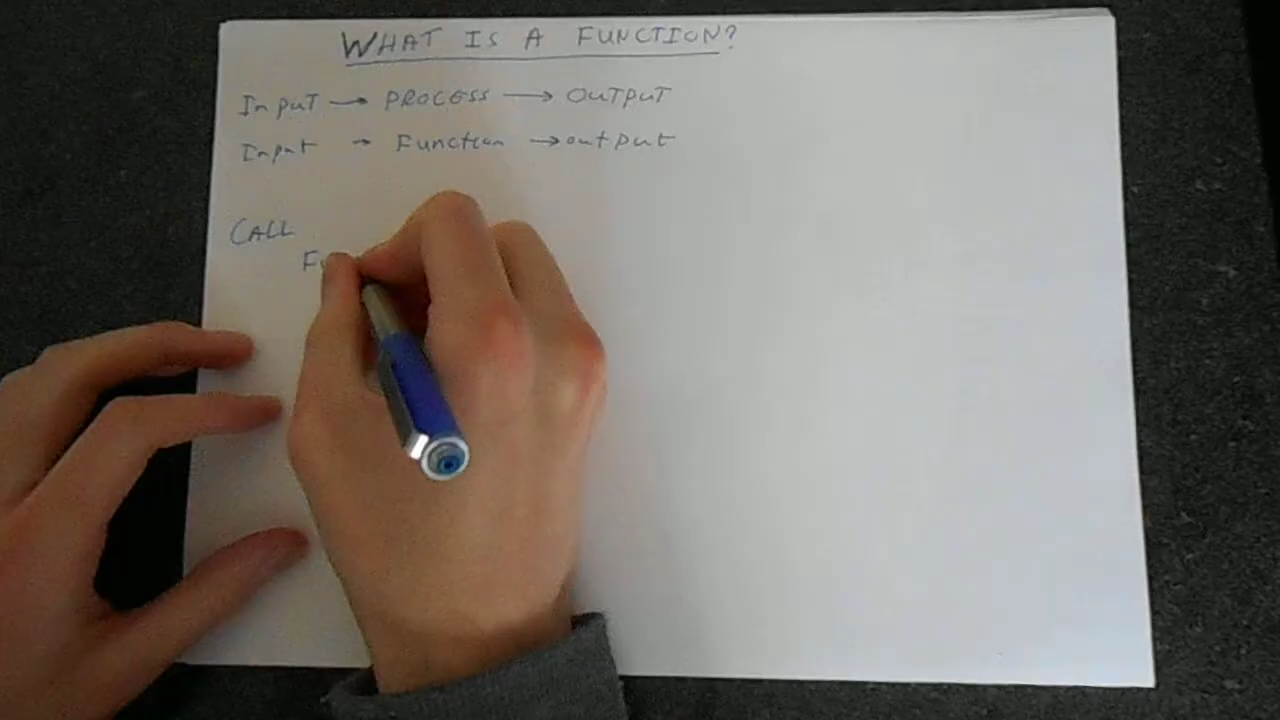 WHAT IS A FUNCTION?
Input → PROCESS → OUTPUT
Input → Function → output
CALL